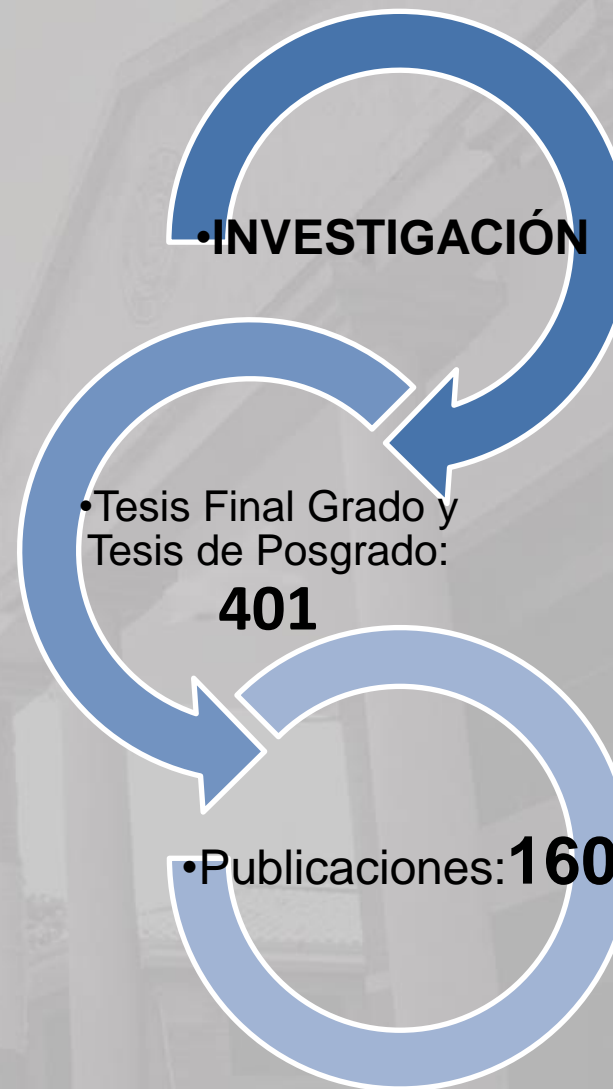 •INVESTIGACIÓN
•Tesis Final Grado y
Tesis de Posgrado:
401
•Publicaciones:160